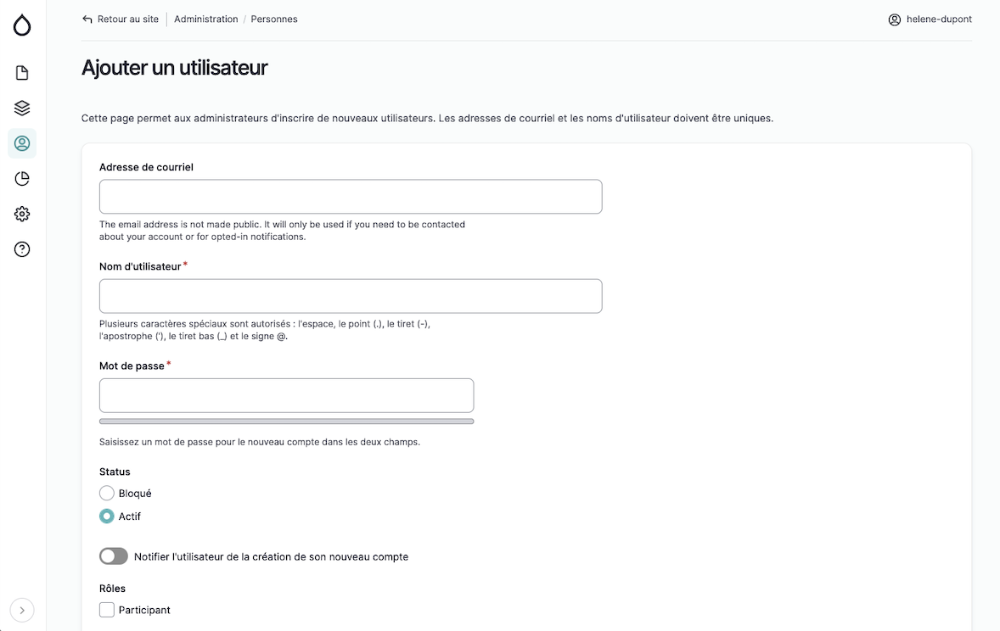 Retour au site Administration / Personnes helene-dupont
Ajouter un utilisateur
Cette page permet aux administrateurs d'inscrire de nouveaux utilisateurs. Les adresses de courriel et les noms d'utilisateur doivent être uniques.
Adresse de courriel
The email address is not made public. It will only be used if you need to be contacted
about your account or for opted-in notifications.
Nom d'utilisateur*
Plusieurs caractères spéciaux sont autorisés : l'espace, le point (.), le tiret (-),
l'apostrophe ('), le tiret bas (_) et le signe @.
Mot de passe*
Saisissez un mot de passe pour le nouveau compte dans les deux champs.
Status
Bloqué
Actif
Notifier l'utilisateur de la création de son nouveau compte
Rôles
Participant